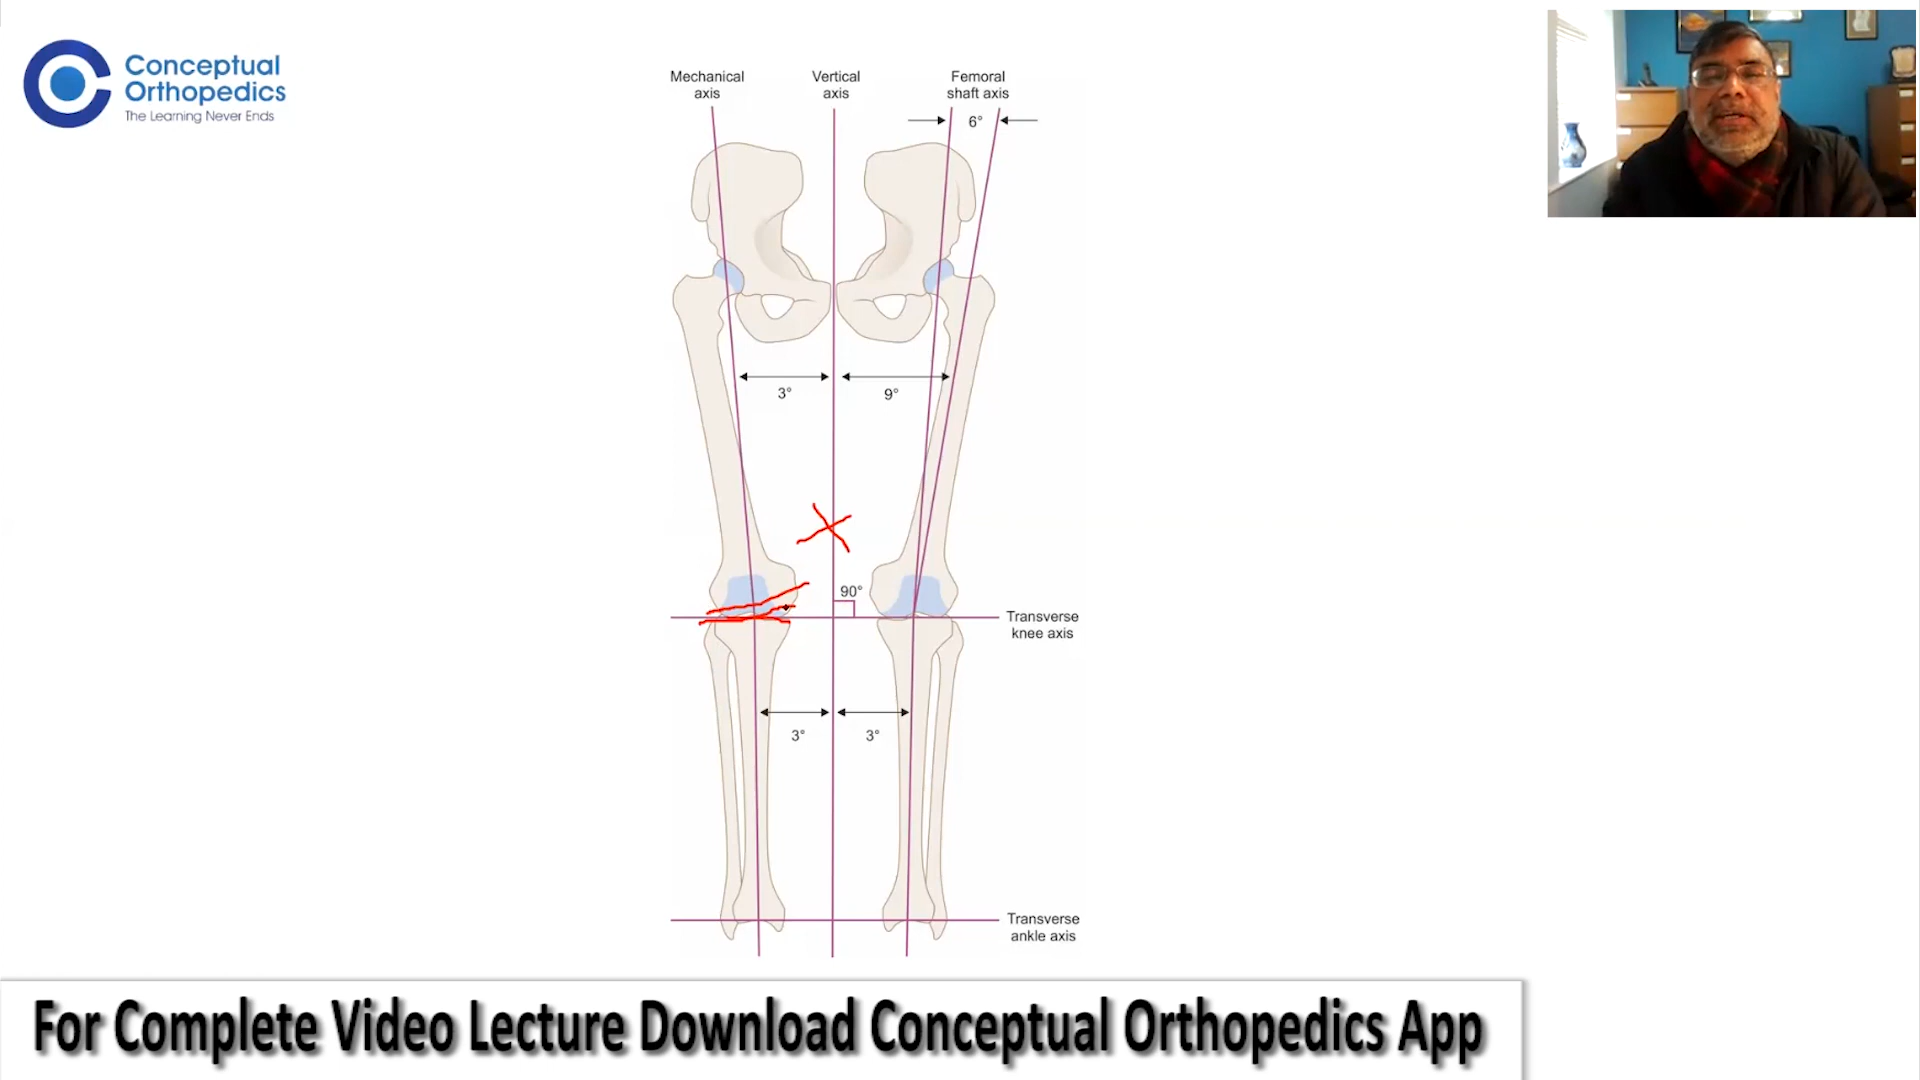 Conceptual
Orthopedics
The Learning Never Ends
Mechanical
axis
Vertical
axis
Femoral
shaft axis
6°
3°
9°
90°
Transverse
knee axis
3°
3°
Transverse
ankle axis
For Complete Video Lecture Download Conceptual Orthopedics App